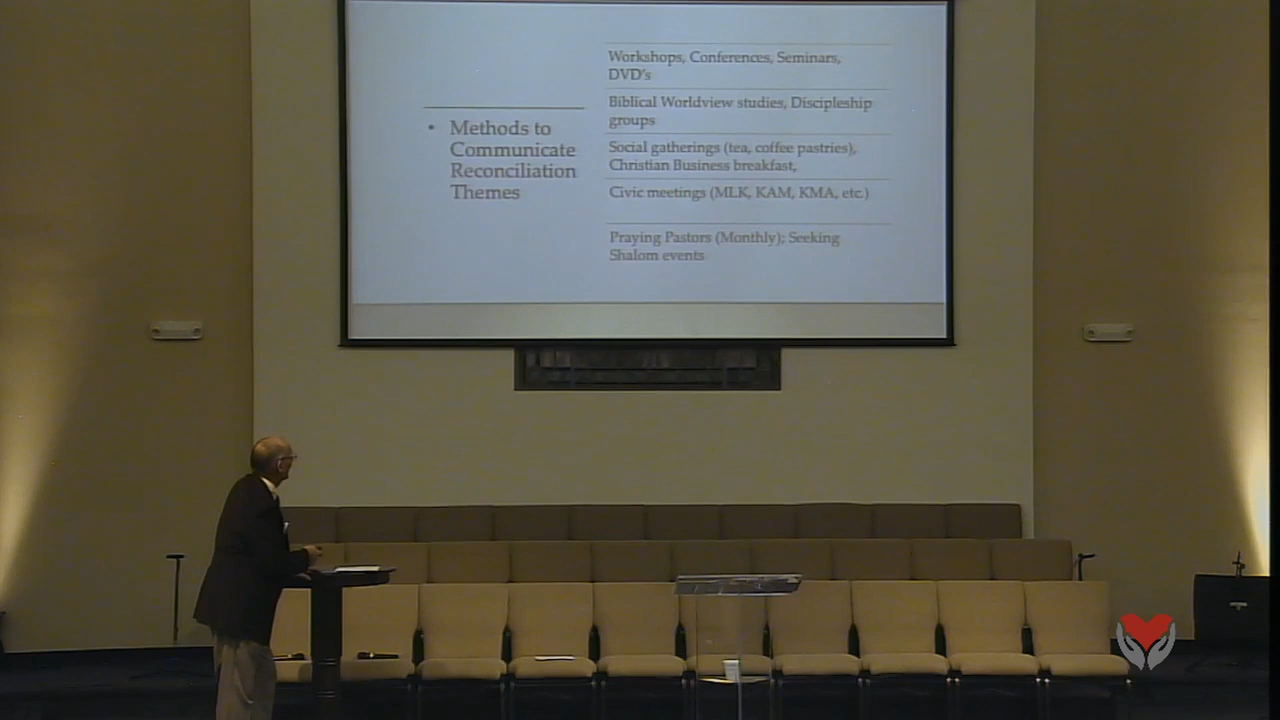 • Methods to
Communicate
Reconciliation
Themes
Workshops, Conferences, Seminars,
DVD's
Biblical Worldview studies, Discipleship
groups
Social gatherings (tea, coffee pastries),
Christian Business breakfast,
Civic meetings (MLK, KAM, KMA, etc.)
Praying Pastors (Monthly); Seeking
Shalom events